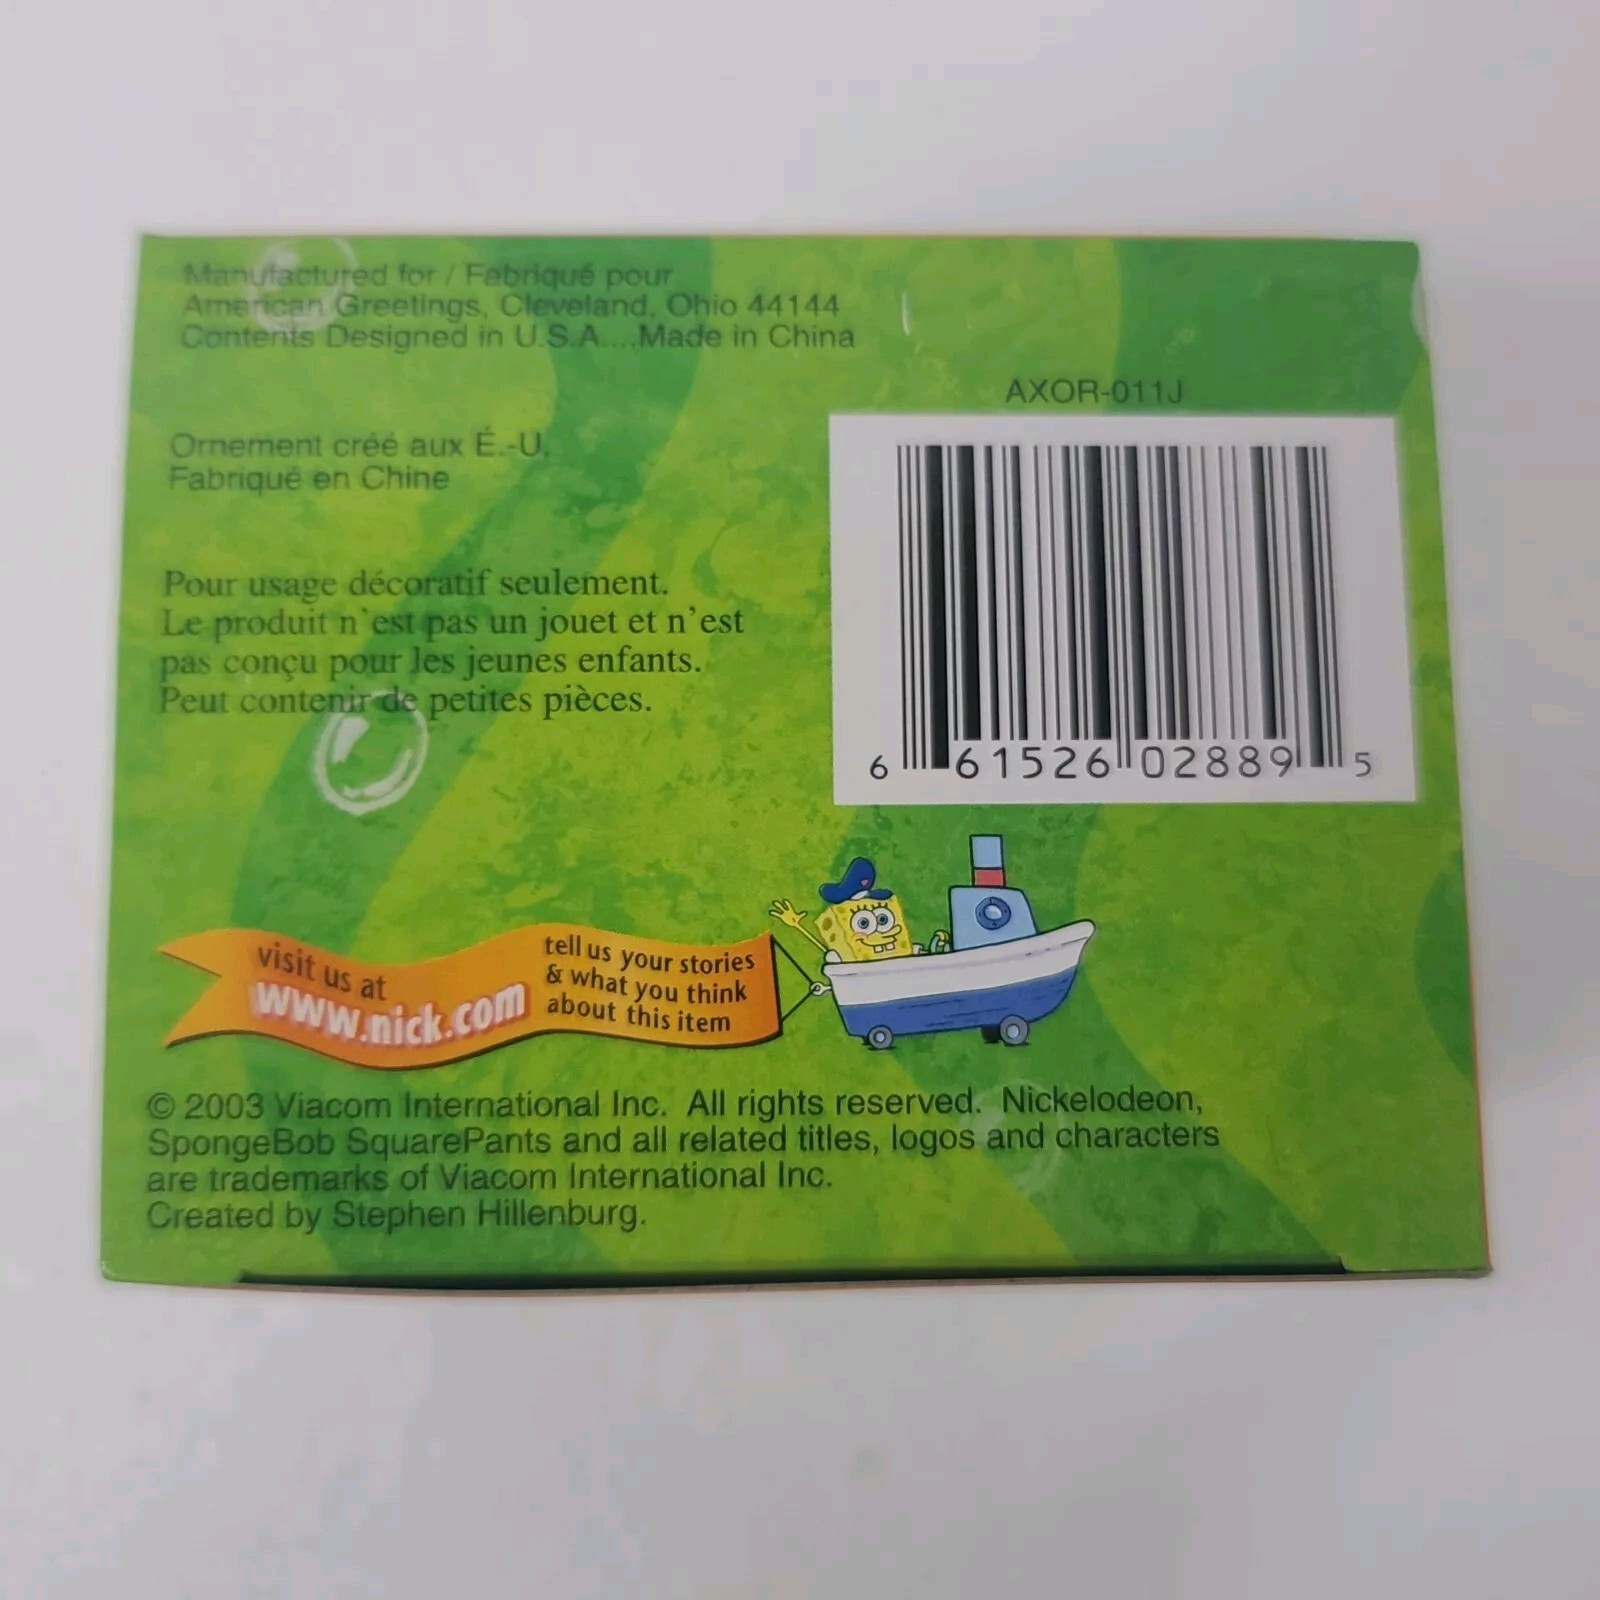 Manufactured for / Fabriqué pour
American Greetings, Cleveland, Ohio 44144
Contents Designed in U.S.A....Made in China
AXOR-011J
Ornement créé aux É.-U.
Fabriqué en Chine
Pour usage décoratif seulement.
Le produit n'est pas un jouet et n'est
pas conçu pour les jeunes enfants.
Peut contenir de petites pièces.
6 61526 02889 5
visit us at
www.nick.com
tell us your stories
& what you think
about this item
© 2003 Viacom International Inc. All rights reserved. Nickelodeon,
SpongeBob SquarePants and all related titles, logos and characters
are trademarks of Viacom International Inc.
Created by Stephen Hillenburg.